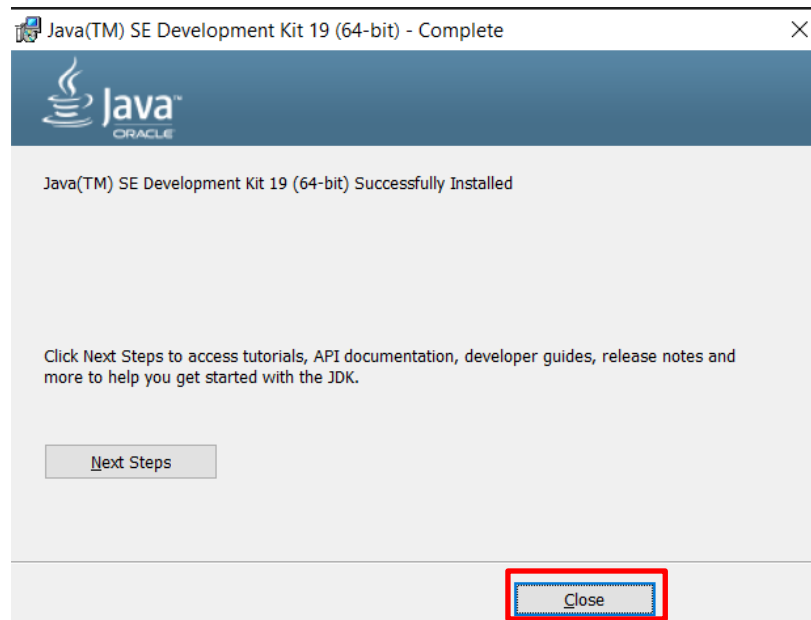 Java(TM) SE Development Kit 19 (64-bit) - Complete
Java™
ORACLE
Java(TM) SE Development Kit 19 (64-bit) Successfully Installed
Click Next Steps to access tutorials, API documentation, developer guides, release notes and
more to help you get started with the JDK.
Next Steps
Close